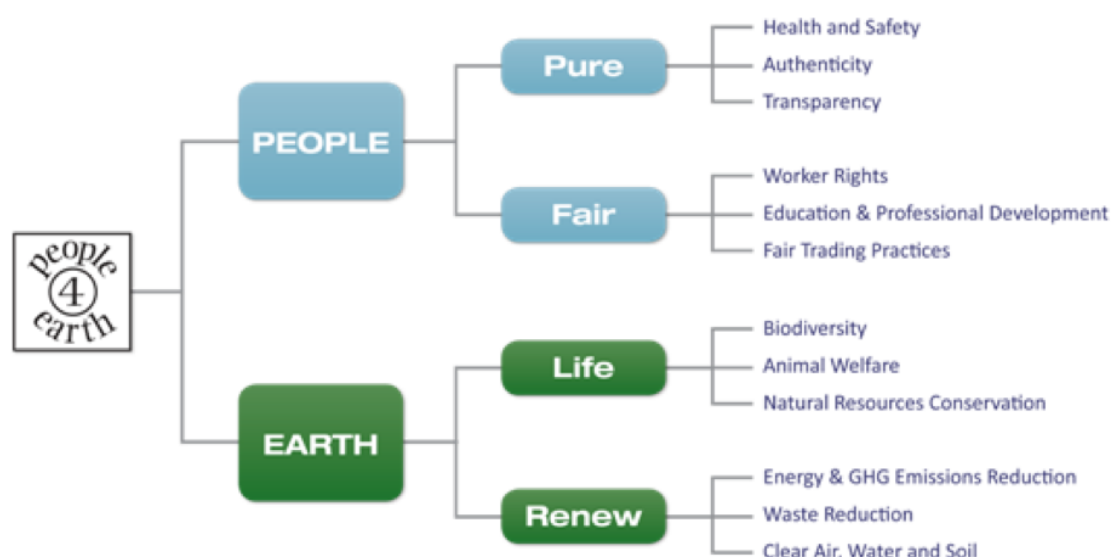 people
4
earth
PEOPLE
Pure
Health and Safety
Authenticity
Transparency
Fair
Worker Rights
Education & Professional Development
Fair Trading Practices
EARTH
Life
Biodiversity
Animal Welfare
Natural Resources Conservation
Renew
Energy & GHG Emissions Reduction
Waste Reduction
Clear Air, Water and Soil